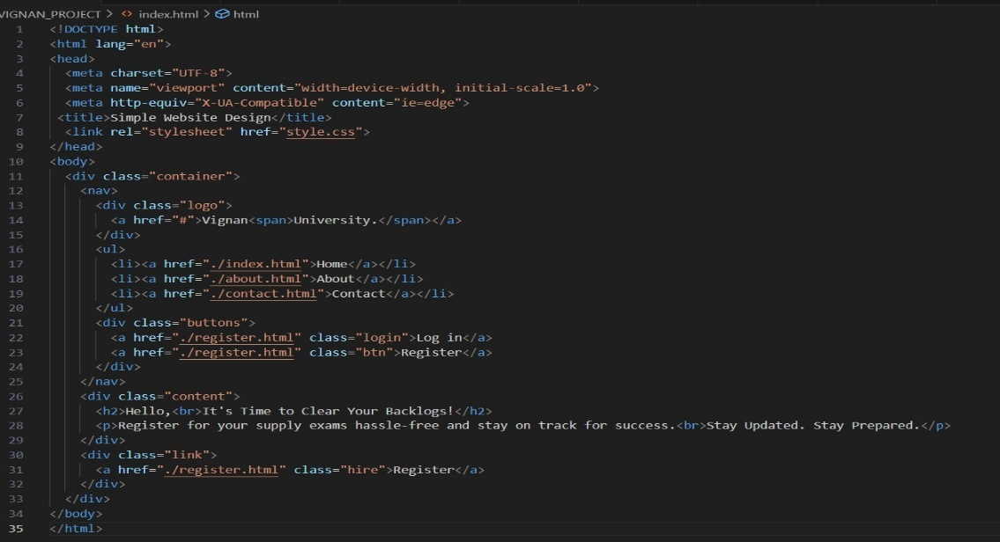 VIGNAN_PROJECT > <> index.html > html
1 <!DOCTYPE html>
2 <html lang="en">
3 <head>
4   <meta charset="UTF-8">
5   <meta name="viewport" content="width=device-width, initial-scale=1.0">
6   <meta http-equiv="X-UA-Compatible" content="ie=edge">
7  <title>Simple Website Design</title>
8   <link rel="stylesheet" href="style.css">
9 </head>
10 <body>
11   <div class="container">
12     <nav>
13       <div class="logo">
14         <a href="#">Vignan<span>University.</span></a>
15       </div>
16       <ul>
17         <li><a href="./index.html">Home</a></li>
18         <li><a href="./about.html">About</a></li>
19         <li><a href="./contact.html">Contact</a></li>
20       </ul>
21       <div class="buttons">
22         <a href="./register.html" class="login">Log in</a>
23         <a href="./register.html" class="btn">Register</a>
24       </div>
25     </nav>
26     <div class="content">
27       <h2>Hello,<br>It's Time to Clear Your Backlogs!</h2>
28       <p>Register for your supply exams hassle-free and stay on track for success.<br>Stay Updated. Stay Prepared.</p>
29     </div>
30     <div class="link">
31       <a href="./register.html" class="hire">Register</a>
32     </div>
33   </div>
34 </body>
35 </html>